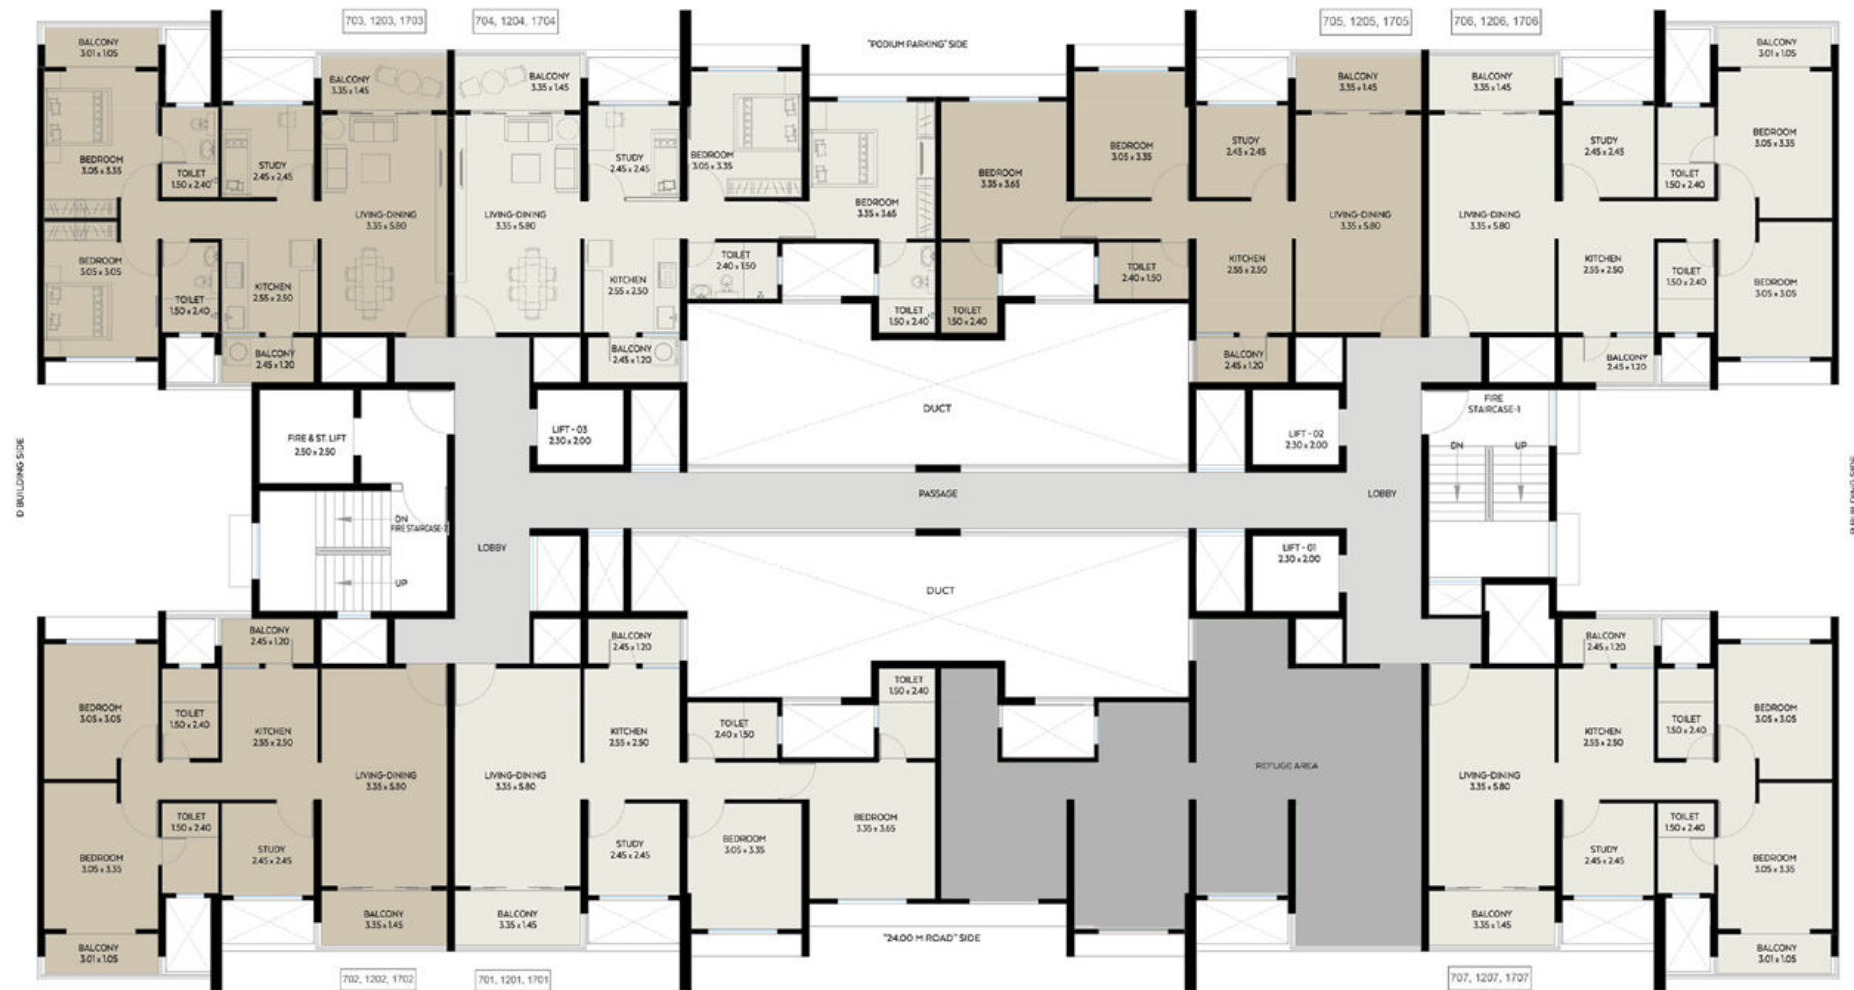 703, 1203, 1703
704, 1204, 1704
705, 1205, 1705
706, 1206, 1706
"PODIUM PARKING" SIDE
BALCONY
3.01 x 1.05
BALCONY
3.35 x 1.45
BALCONY
3.35 x 1.45
BALCONY
3.35 x 1.45
BALCONY
3.35 x 1.45
BALCONY
3.01 x 1.05
BEDROOM
3.05 x 3.35
TOILET
1.50 x 2.40
STUDY
2.45 x 2.45
STUDY
2.45 x 2.45
BEDROOM
3.05 x 3.35
BEDROOM
3.35 x 3.65
BEDROOM
3.35 x 3.65
BEDROOM
3.05 x 3.35
STUDY
2.45 x 2.45
STUDY
2.45 x 2.45
TOILET
1.50 x 2.40
BEDROOM
3.05 x 3.35
LIVING-DINING
3.35 x 5.80
LIVING-DINING
3.35 x 5.80
LIVING-DINING
3.35 x 5.80
LIVING-DINING
3.35 x 5.80
BEDROOM
3.05 x 3.05
TOILET
1.50 x 2.40
KITCHEN
2.55 x 2.50
KITCHEN
2.55 x 2.50
TOILET
2.40 x 1.50
TOILET
1.50 x 2.40
TOILET
1.50 x 2.40
TOILET
2.40 x 1.50
KITCHEN
2.55 x 2.50
KITCHEN
2.55 x 2.50
TOILET
1.50 x 2.40
BEDROOM
3.05 x 3.05
BALCONY
2.45 x 1.20
BALCONY
2.45 x 1.20
BALCONY
2.45 x 1.20
BALCONY
2.45 x 1.20
FIRE & ST. LIFT
2.50 x 2.50
LIFT - 03
2.30 x 2.00
DUCT
LIFT - 02
2.30 x 2.00
FIRE
STAIRCASE-1
DN
UP
D BUILDING SIDE
PASSAGE
LOBBY
B BUILDING SIDE
DN
FIRE STAIRCASE-2
UP
LOBBY
DUCT
LIFT - 01
2.30 x 2.00
BALCONY
2.45 x 1.20
BALCONY
2.45 x 1.20
BALCONY
2.45 x 1.20
BEDROOM
3.05 x 3.05
TOILET
1.50 x 2.40
KITCHEN
2.55 x 2.50
KITCHEN
2.55 x 2.50
TOILET
2.40 x 1.50
TOILET
1.50 x 2.40
KITCHEN
2.55 x 2.50
TOILET
1.50 x 2.40
BEDROOM
3.05 x 3.05
LIVING-DINING
3.35 x 5.80
LIVING-DINING
3.35 x 5.80
REFUGE AREA
LIVING-DINING
3.35 x 5.80
BEDROOM
3.05 x 3.35
TOILET
1.50 x 2.40
STUDY
2.45 x 2.45
STUDY
2.45 x 2.45
BEDROOM
3.05 x 3.35
BEDROOM
3.35 x 3.65
STUDY
2.45 x 2.45
TOILET
1.50 x 2.40
BEDROOM
3.05 x 3.35
BALCONY
3.01 x 1.05
BALCONY
3.35 x 1.45
BALCONY
3.35 x 1.45
BALCONY
3.35 x 1.45
BALCONY
3.01 x 1.05
"24.00 M ROAD" SIDE
702, 1202, 1702
701, 1201, 1701
707, 1207, 1707